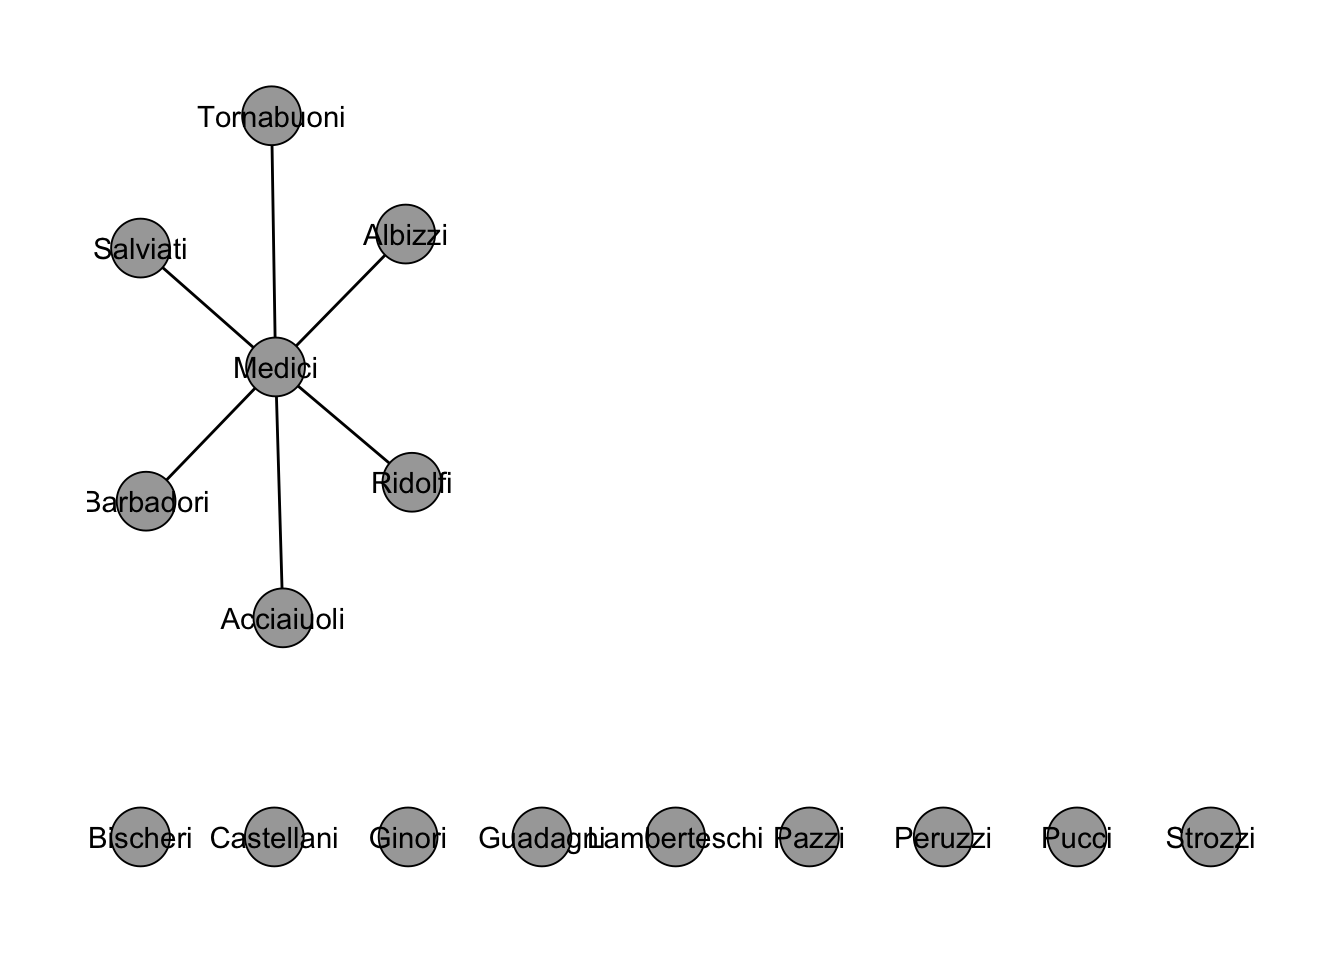 Tornabuoni
Albizzi
Salviati
Medici
Ridolfi
Barbadori
Acciaiuoli
Bischeri
Castellani
Ginori
Guadagni
Lamberteschi
Pazzi
Peruzzi
Pucci
Strozzi